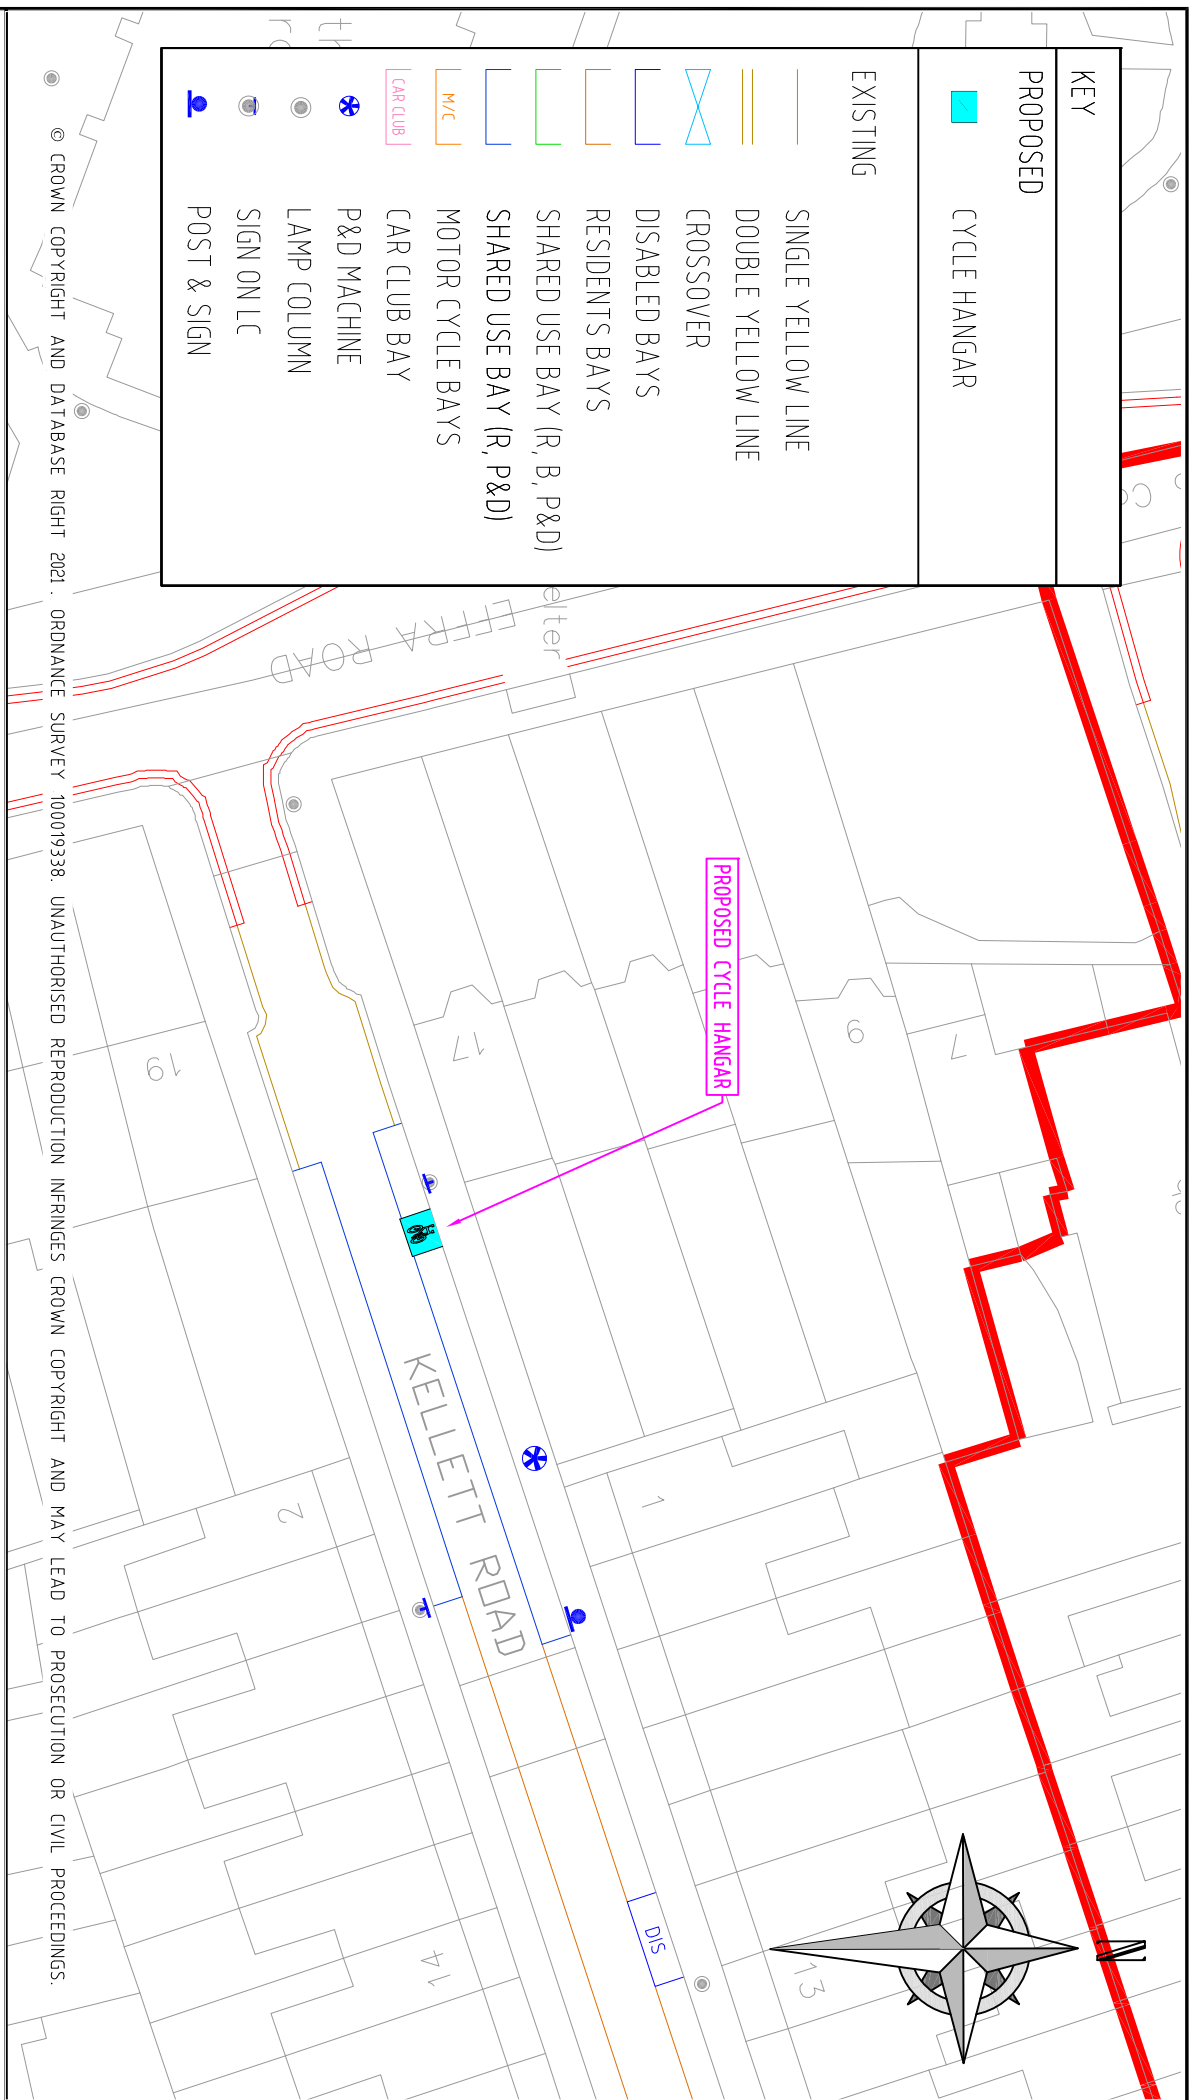 KEY
PROPOSED
CYCLE HANGAR
EXISTING
SINGLE YELLOW LINE
DOUBLE YELLOW LINE
CROSSOVER
DISABLED BAYS
RESIDENTS BAYS
SHARED USE BAY (R, B, P&D)
SHARED USE BAY (R, P&D)
M/C
MOTOR CYCLE BAYS
CAR CLUB
CAR CLUB BAY
P&D MACHINE
LAMP COLUMN
SIGN ON LC
POST & SIGN
elter
EFFRA ROAD
PROPOSED CYCLE HANGAR
7
9
17
19
KELLETT ROAD
1
2
DIS
13
14
N
© CROWN COPYRIGHT AND DATABASE RIGHT 2021. ORDNANCE SURVEY 100019338. UNAUTHORISED REPRODUCTION INFRINGES CROWN COPYRIGHT AND MAY LEAD TO PROSECUTION OR CIVIL PROCEEDINGS.